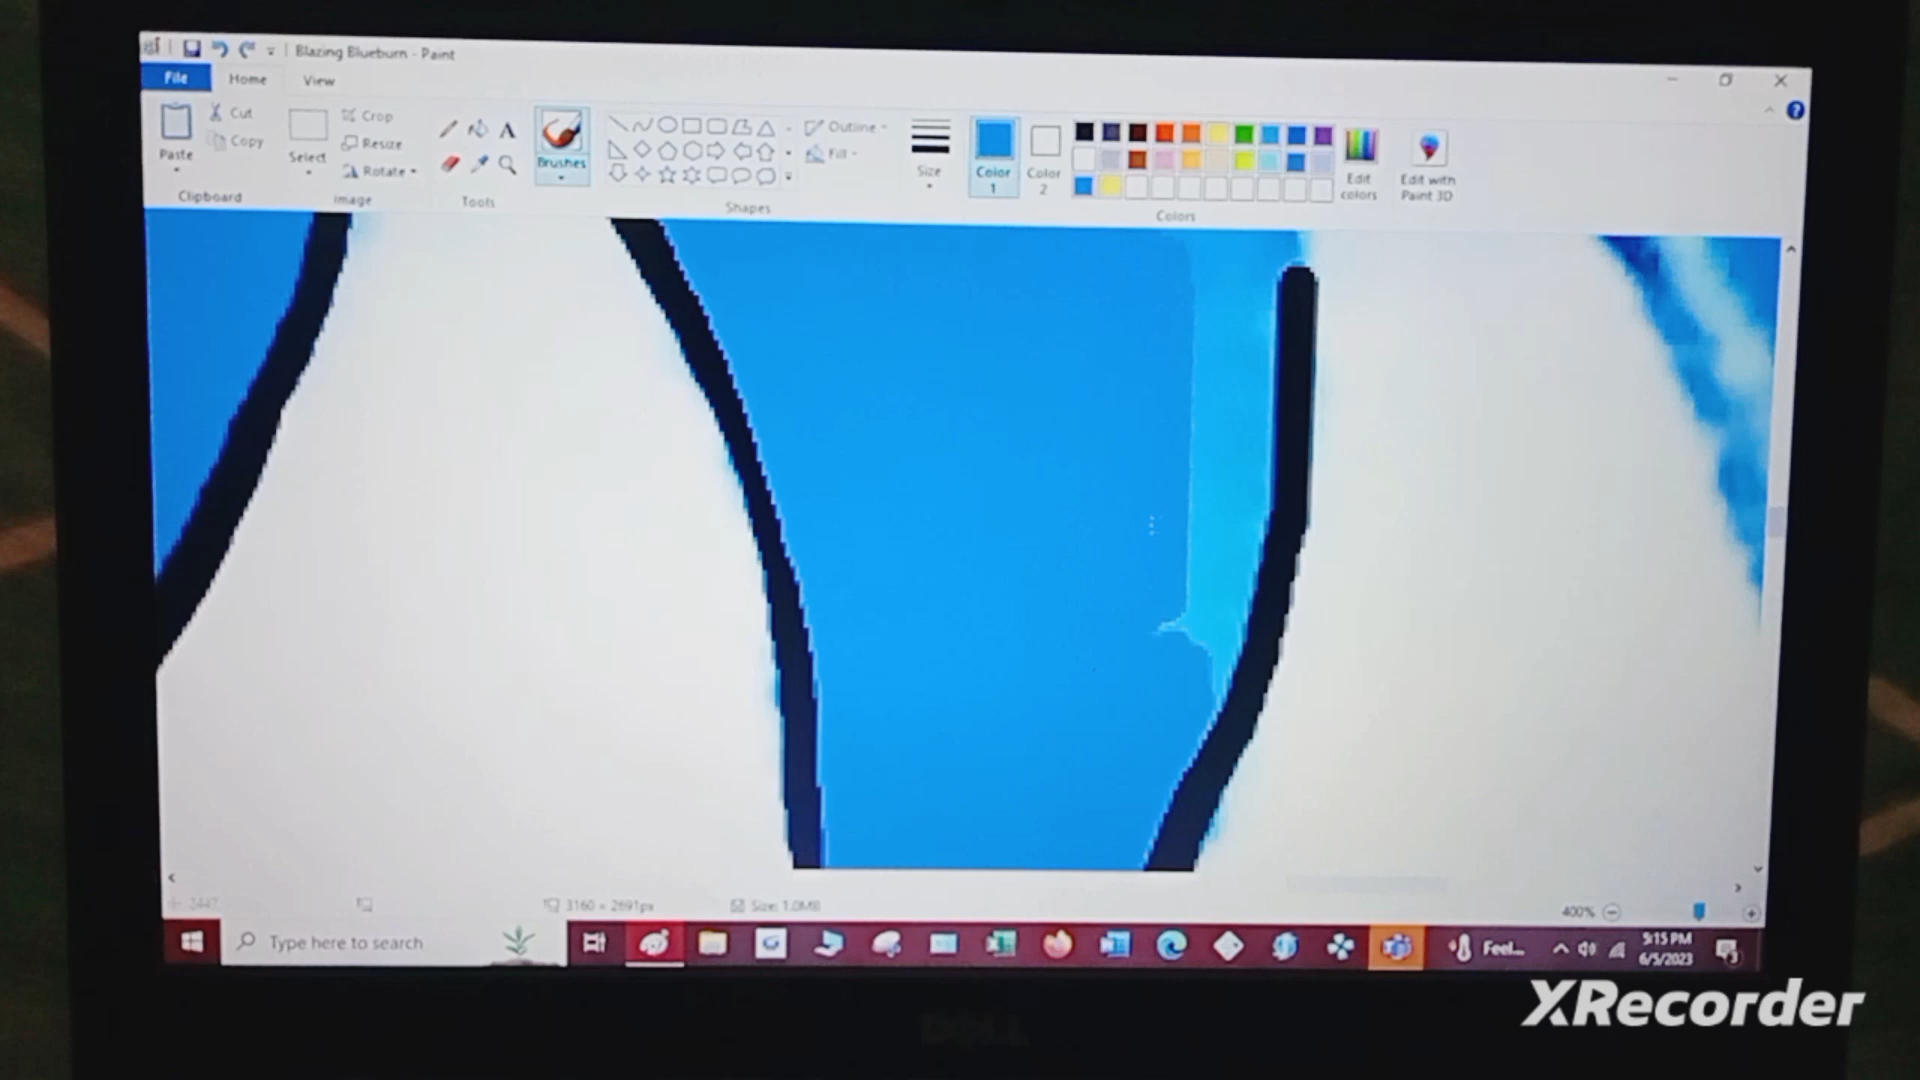 Blazing Blueburn - Paint
File Home View
Paste
Cut
Copy
Clipboard
Select
Crop
Resize
Rotate
Image
A
Tools
Brushes
Shapes
Outline
Fill
Size
Color 1
Color 2
Colors
Edit colors
Edit with Paint 3D
3160 × 2691px
Size: 1.0MB
400%
Type here to search
Feel...
5:15 PM
6/5/2023
3
DELL
XRecorder